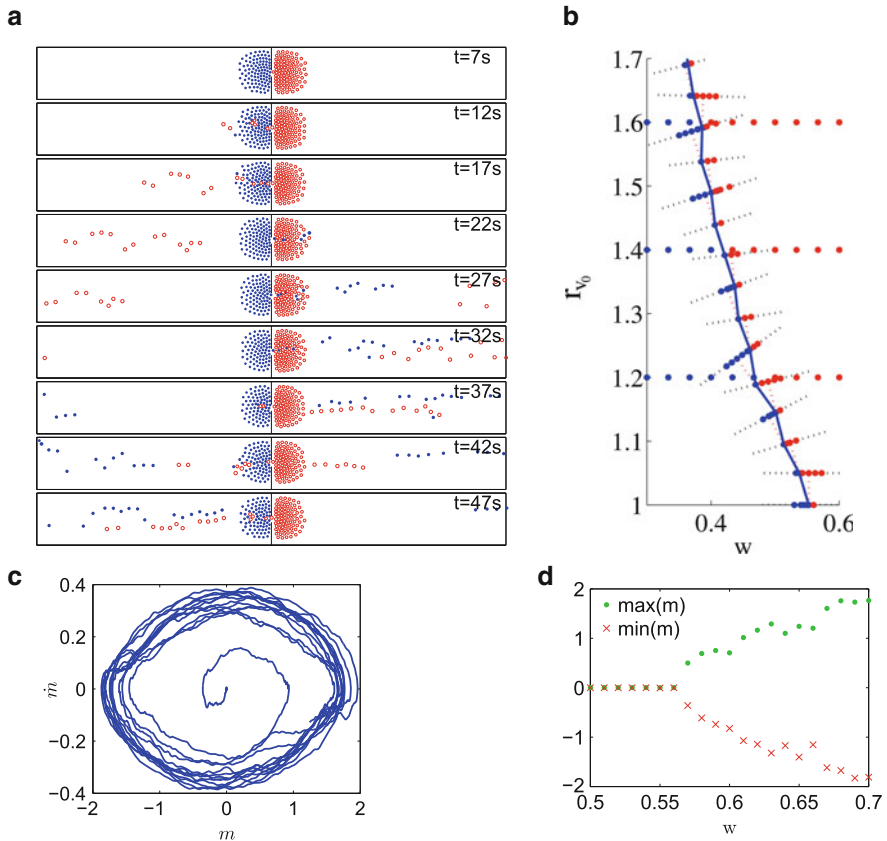 a
t=7s
t=12s
t=17s
t=22s
t=27s
t=32s
t=37s
t=42s
t=47s
b
1.7
1.6
1.5
1.4
1.3
1.2
1.1
1
r_{v_0}
0.4 0.6
w
c
0.4
0.2
0
−0.2
−0.4
ṁ
−2 −1 0 1 2
m
d
2
1
0
−1
−2
max(m)
min(m)
0.5 0.55 0.6 0.65 0.7
w